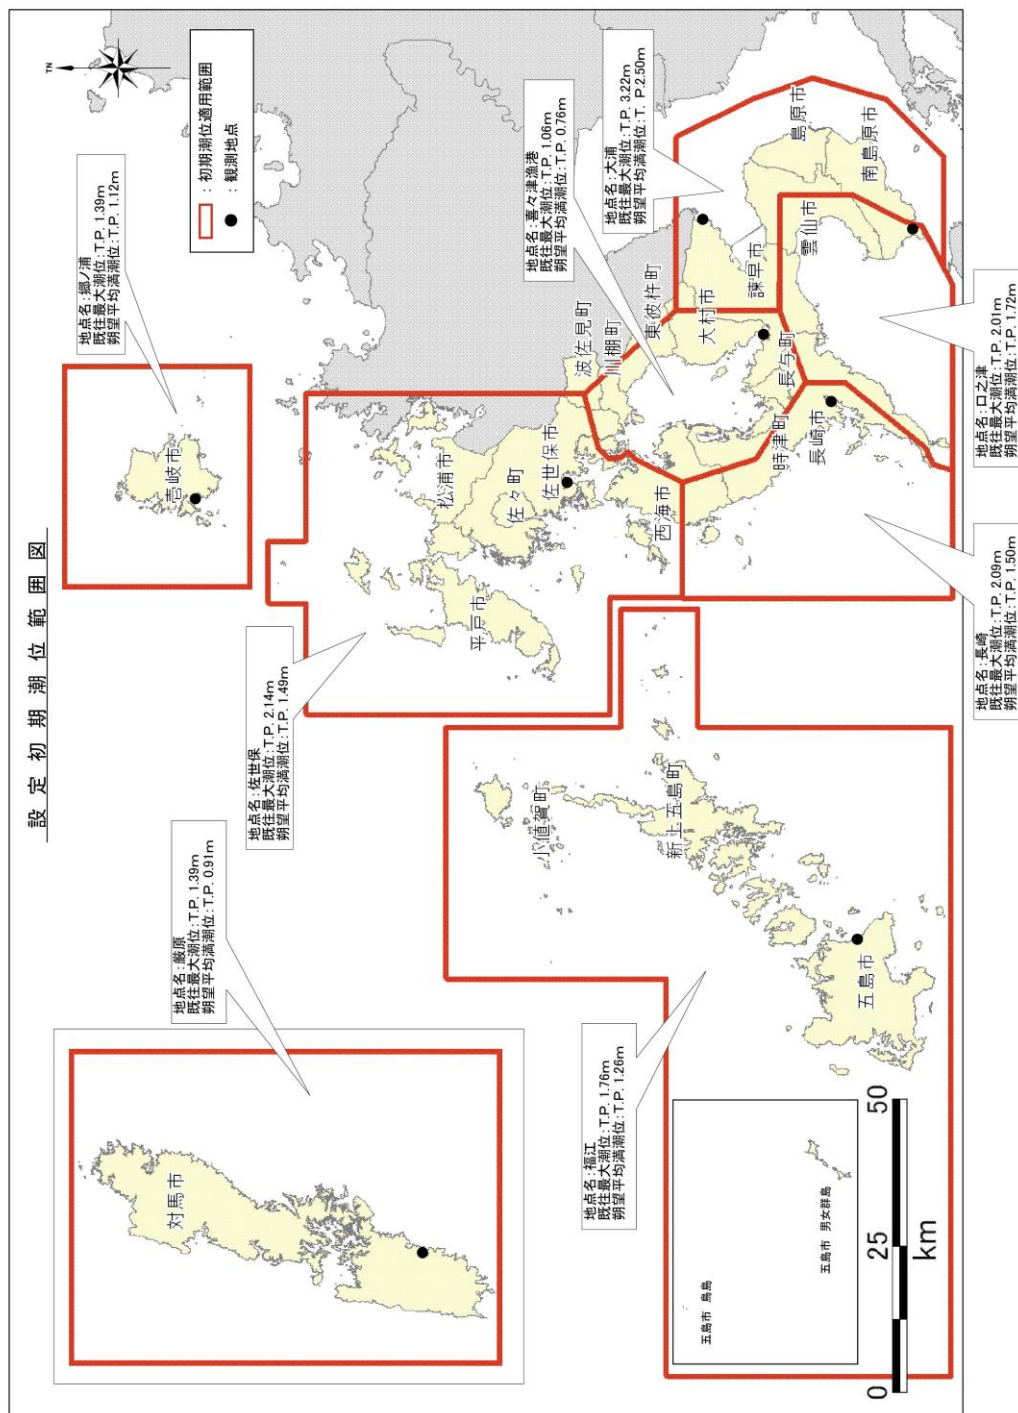 設定初期潮位範囲図
TN
：初期潮位適用範囲
：観測地点
地点名：厳原
既往最大潮位：T.P. 1.39m
朔望平均満潮位：T.P. 0.91m
地点名：郷ノ浦
既往最大潮位：T.P. 1.39m
朔望平均満潮位：T.P. 1.12m
地点名：佐世保
既往最大潮位：T.P. 2.14m
朔望平均満潮位：T.P. 1.49m
地点名：喜々津漁港
既往最大潮位：T.P. 1.06m
朔望平均満潮位：T.P. 0.76m
地点名：大浦
既往最大潮位：T.P. 3.22m
朔望平均満潮位：T. P 2.50m
地点名：福江
既往最大潮位：T.P. 1.76m
朔望平均満潮位：T.P. 1.26m
地点名：長崎
既往最大潮位：T.P. 2.09m
朔望平均満潮位：T.P. 1.50m
地点名：口之津
既往最大潮位：T.P. 2.01m
朔望平均満潮位：T.P. 1.72m
対馬市
壱岐市
松浦市
平戸市
佐々町
佐世保市
波佐見町
川棚町
東彼杵町
西海市
大村市
諫早市
島原市
南島原市
雲仙市
長与町
時津町
長崎市
小値賀町
新上五島町
五島市
五島市 鳥島
五島市 男女群島
0
25
50
km